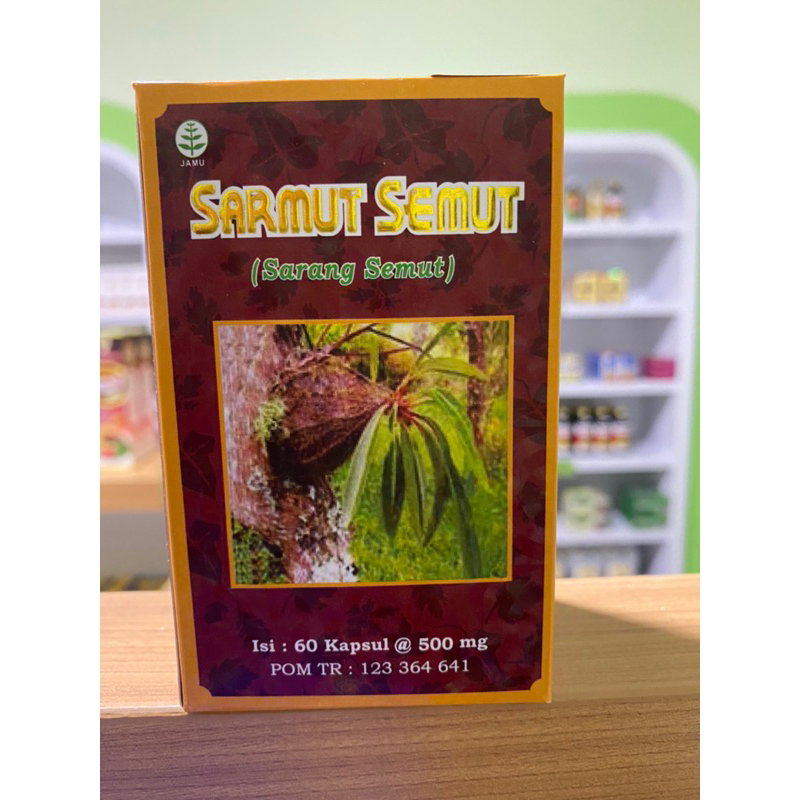 JAMU
SARMUT SEMUT
(Sarang Semut)
Isi : 60 Kapsul @ 500 mg
POM TR : 123 364 641